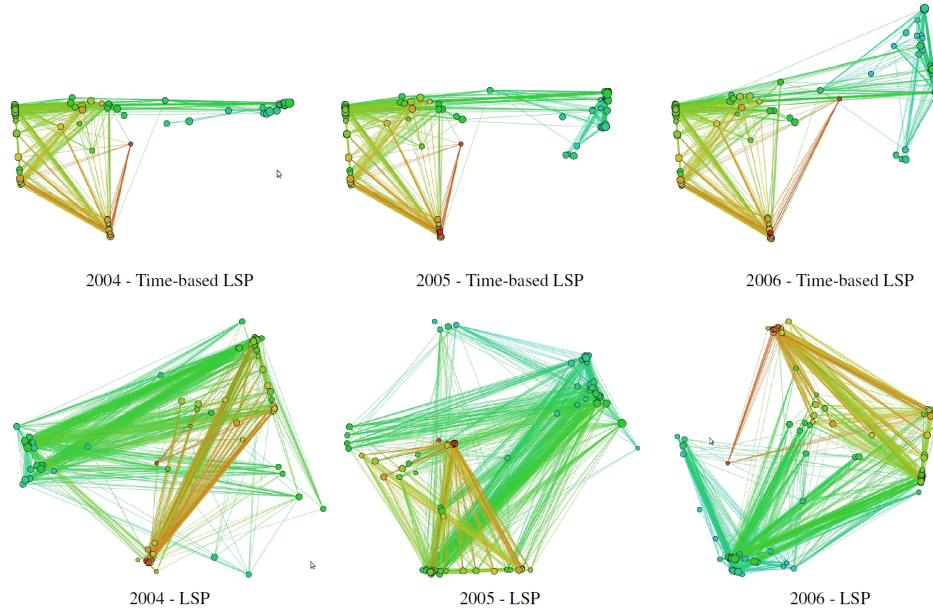 2004 - Time-based LSP
2005 - Time-based LSP
2006 - Time-based LSP
2004 - LSP
2005 - LSP
2006 - LSP